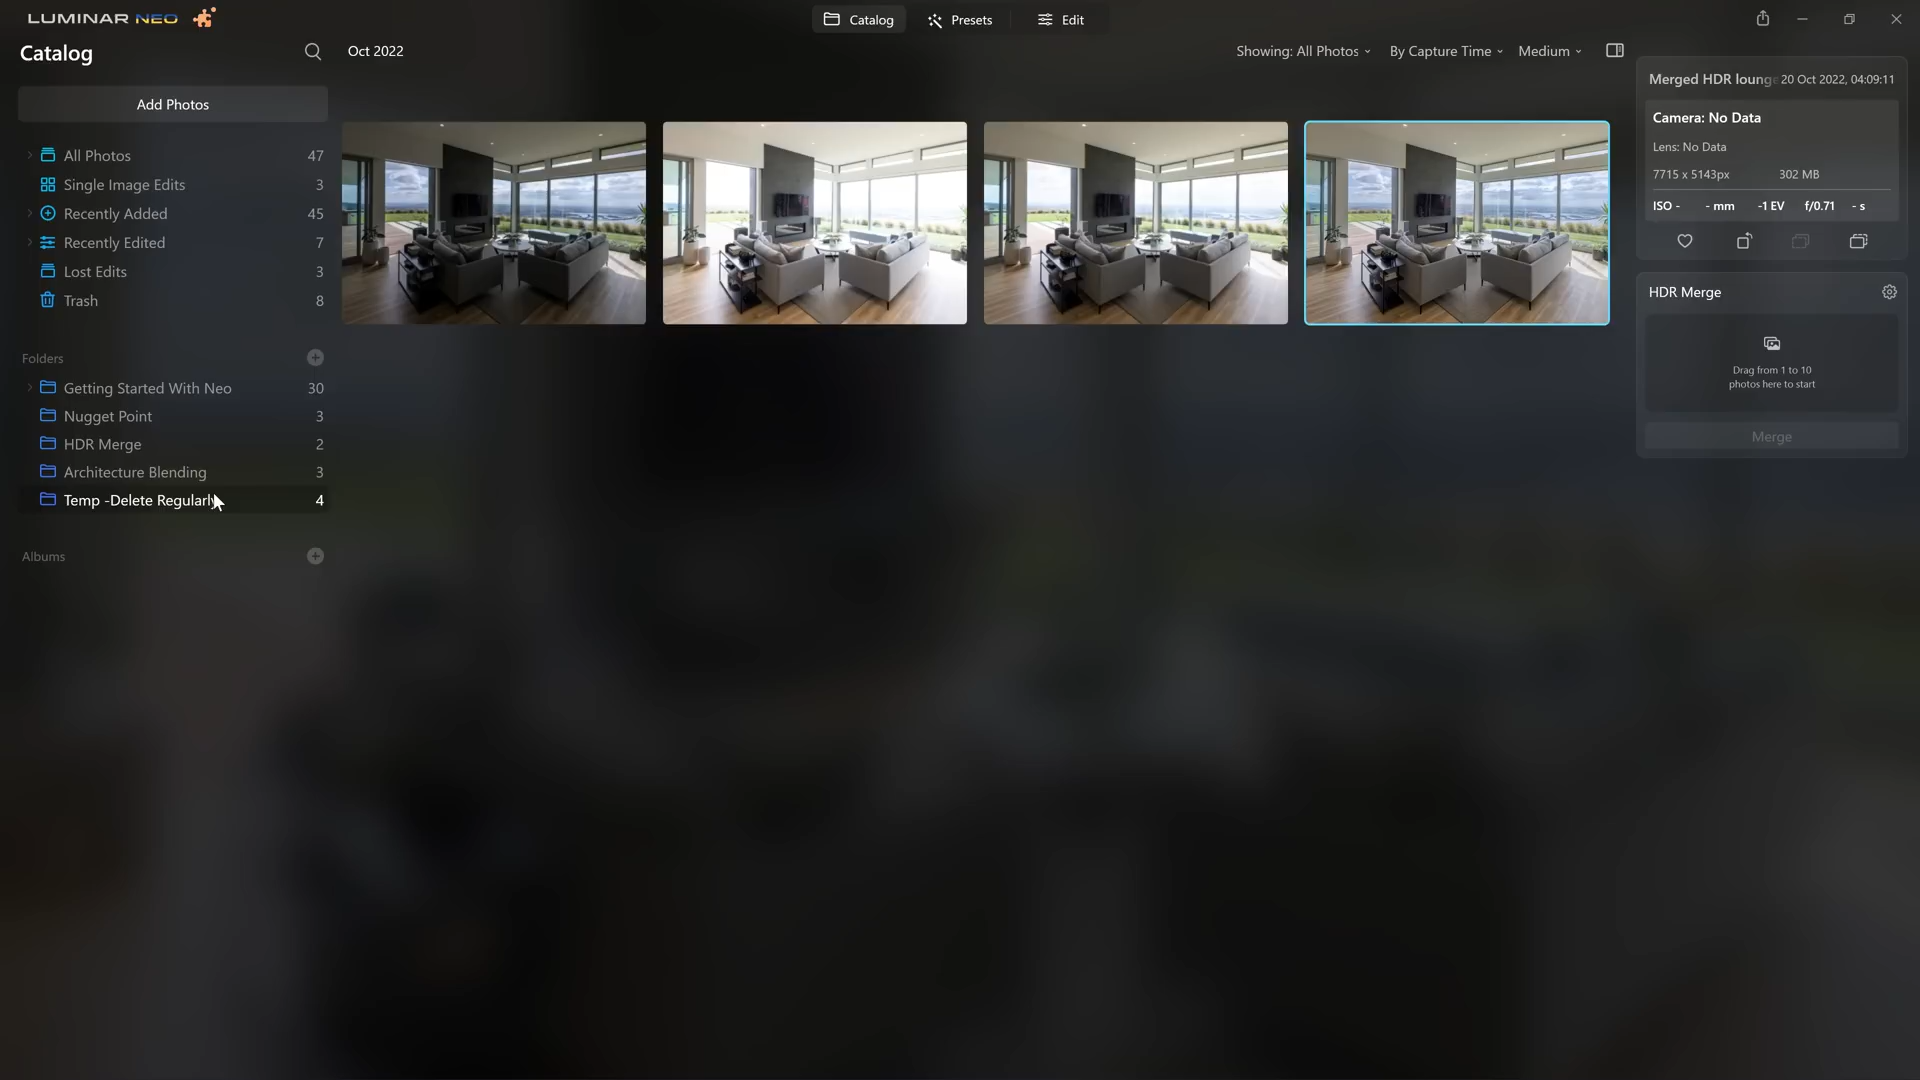 LUMINAR NEO
Catalog
Presets
Edit
Catalog
Oct 2022
Showing: All Photos
By Capture Time
Medium
Add Photos
All Photos 47
Single Image Edits 3
Recently Added 45
Recently Edited 7
Lost Edits 3
Trash 8
Folders
Getting Started With Neo 30
Nugget Point 3
HDR Merge 2
Architecture Blending 3
Temp -Delete Regularly 4
Albums
Merged HDR lounge 20 Oct 2022, 04:09:11
Camera: No Data
Lens: No Data
7715 x 5143px 302 MB
ISO - - mm -1 EV f/0.71 - s
HDR Merge
Drag from 1 to 10
photos here to start
Merge